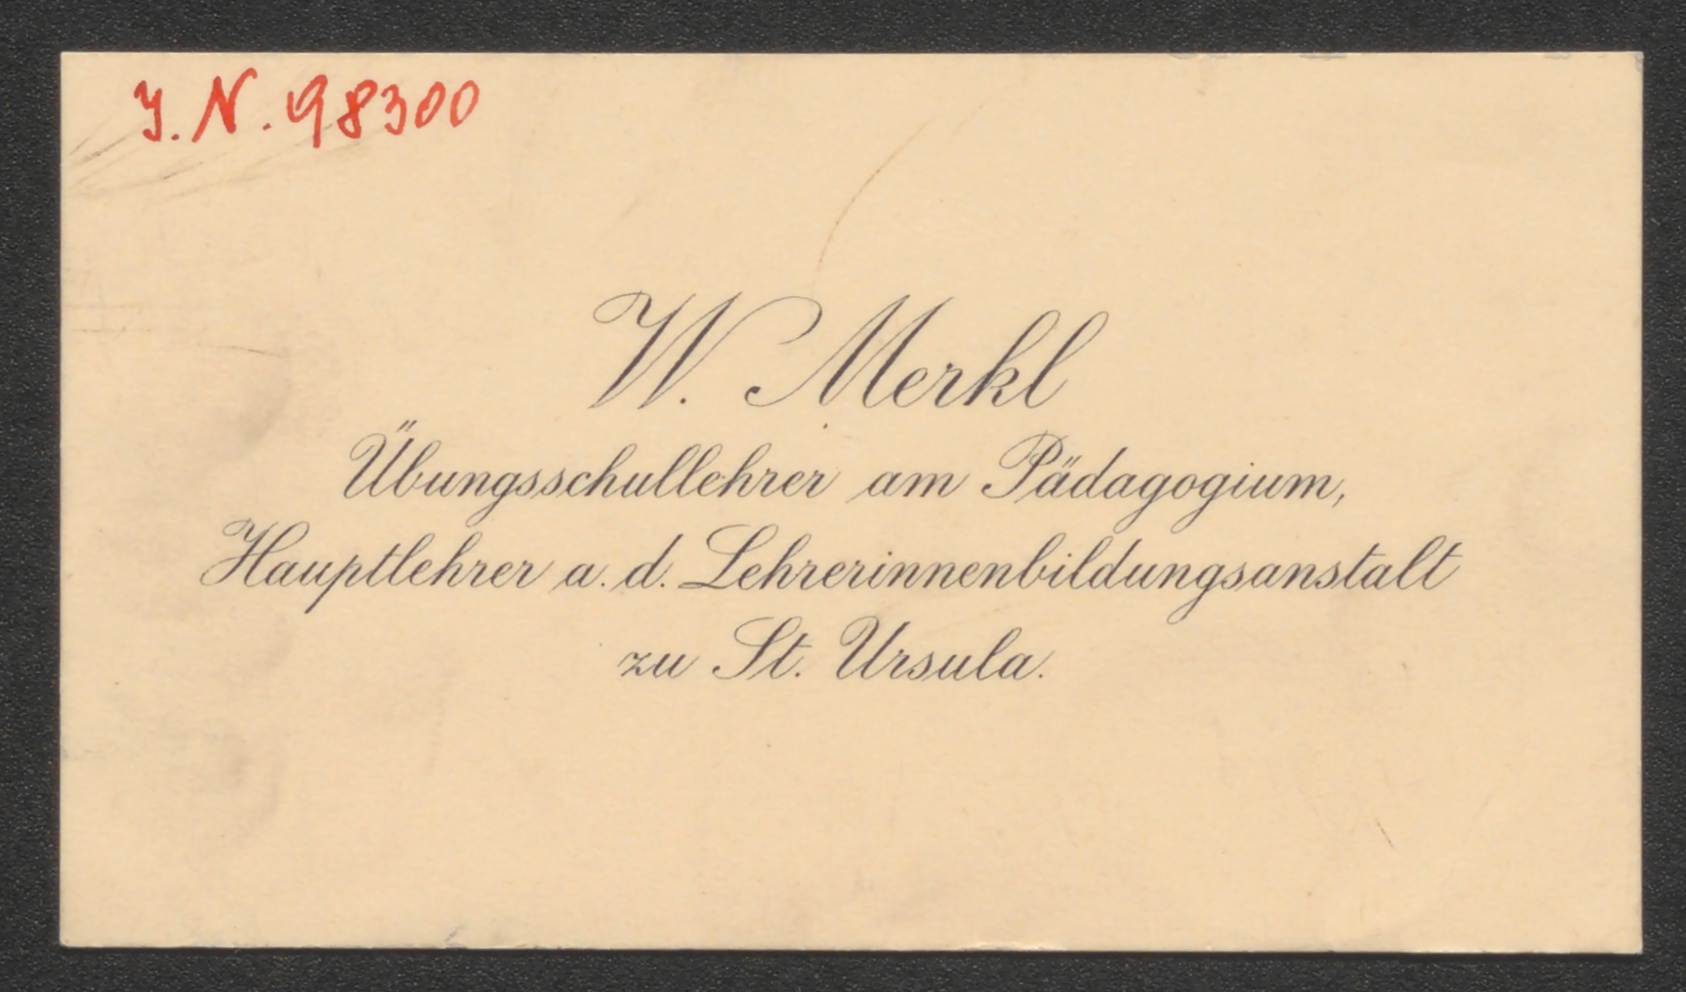 J.N. 98300
W. Merkl
Übungsschullehrer am Pädagogium,
Hauptlehrer a. d. Lehrerinnenbildungsanstalt
zu St. Ursula.